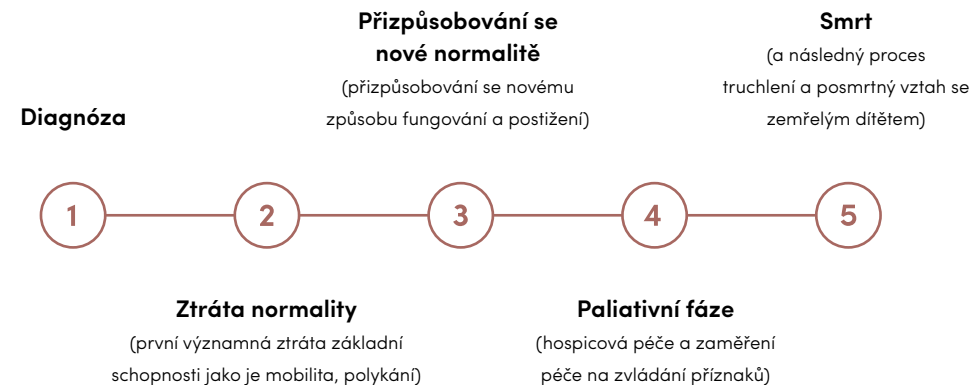 Diagnóza
1
Ztráta normality
(první významná ztráta základní
schopnosti jako je mobilita, polykání)
2
Přizpůsobování se
nové normalitě
(přizpůsobování se novému
způsobu fungování a postižení)
3
Paliativní fáze
(hospicová péče a zaměření
péče na zvládání příznaků)
4
Smrt
(a následný proces
truchlení a posmrtný vztah se
zemřelým dítětem)
5